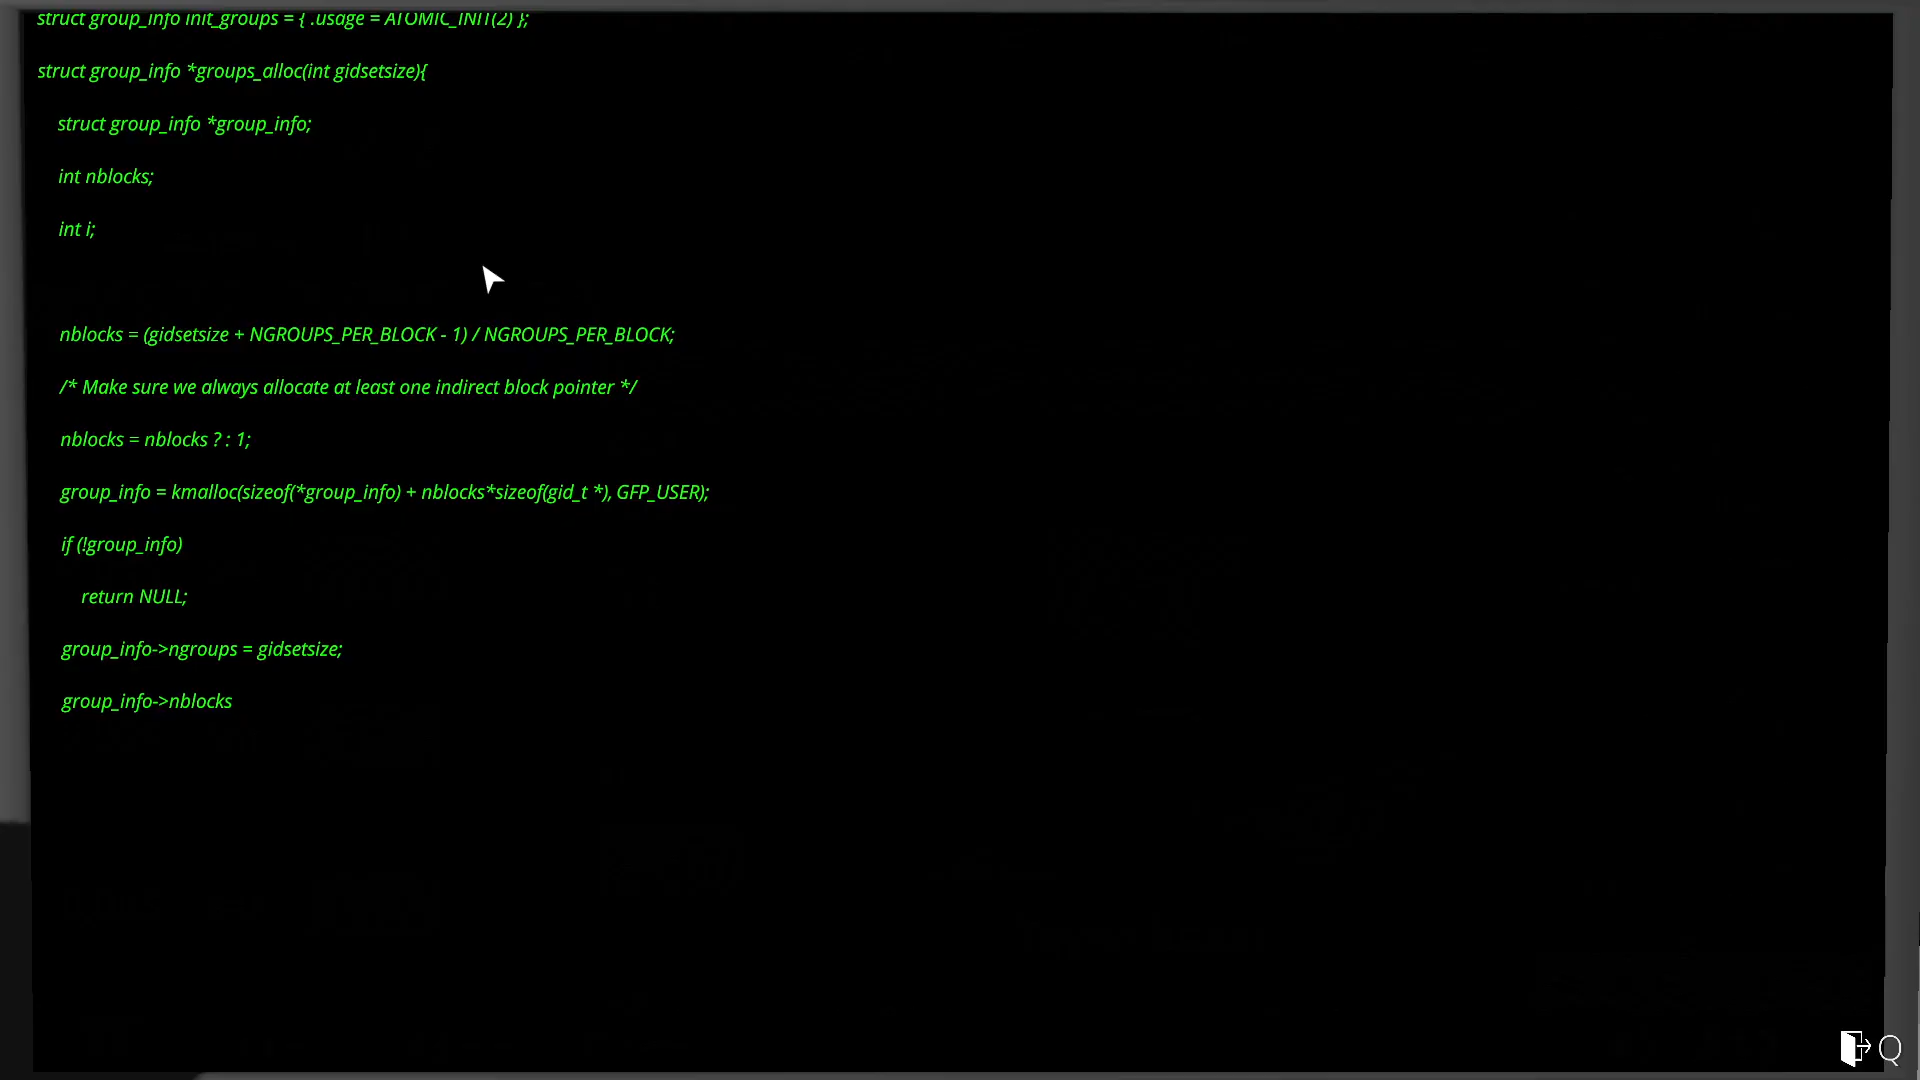 struct group_info init_groups = { .usage = ATOMIC_INIT(2) };
struct group_info *groups_alloc(int gidsetsize){
struct group_info *group_info;
int nblocks;
int i;
nblocks = (gidsetsize + NGROUPS_PER_BLOCK - 1) / NGROUPS_PER_BLOCK;
/* Make sure we always allocate at least one indirect block pointer */
nblocks = nblocks ? : 1;
group_info = kmalloc(sizeof(*group_info) + nblocks*sizeof(gid_t *), GFP_USER);
if (!group_info)
return NULL;
group_info->ngroups = gidsetsize;
group_info->nblocks
Q